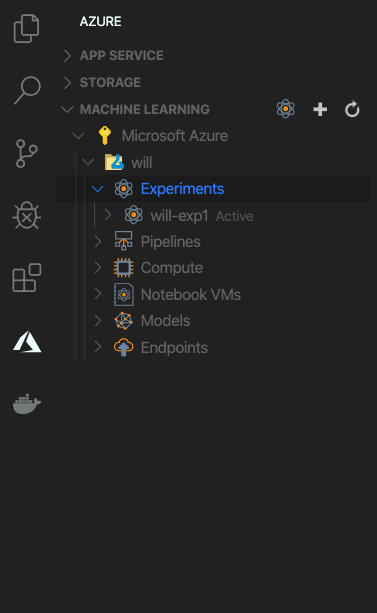 AZURE
APP SERVICE
STORAGE
MACHINE LEARNING
Microsoft Azure
will
Experiments
will-exp1 Active
Pipelines
Compute
Notebook VMs
Models
Endpoints